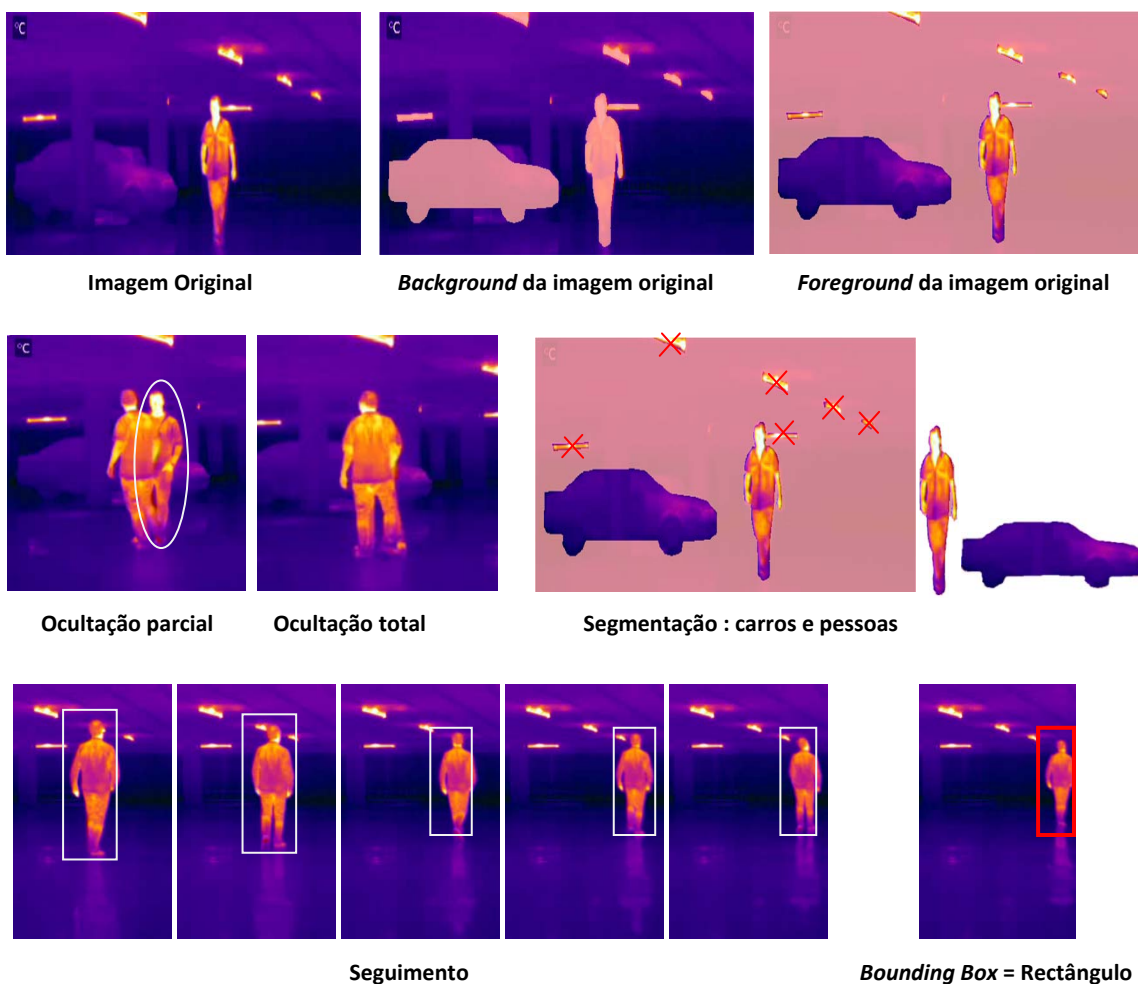 °C
°C
°C
Imagem Original
Background da imagem original
Foreground da imagem original
°C
°C
Ocultação parcial
Ocultação total
Segmentação : carros e pessoas
Seguimento
Bounding Box = Rectângulo